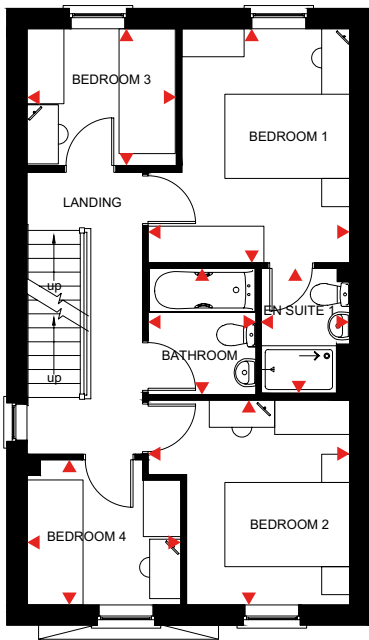 BEDROOM 3
BEDROOM 1
LANDING
up
EN SUITE 1
BATHROOM
up
BEDROOM 2
BEDROOM 4